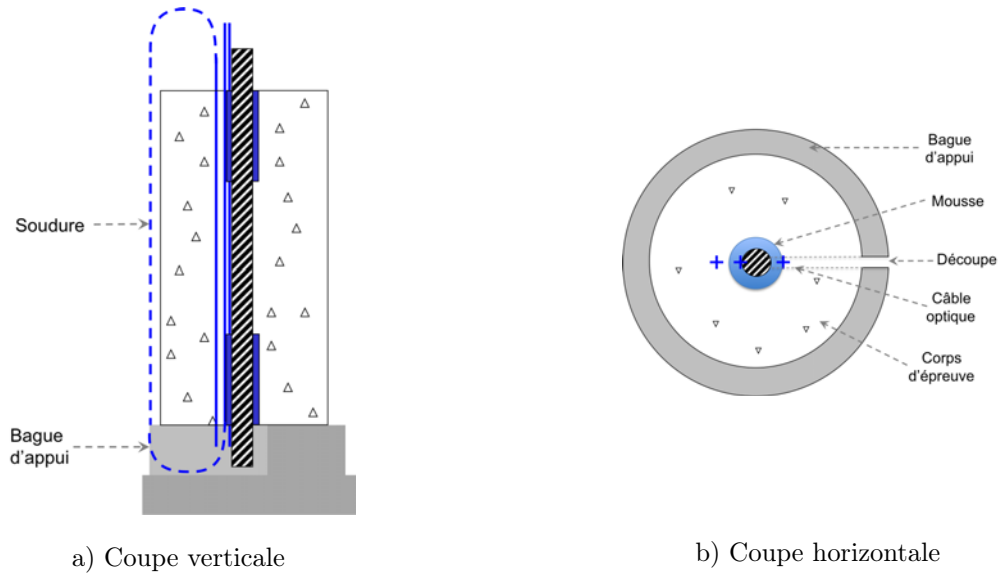 Soudure
Bague
d'appui
a) Coupe verticale
Bague
d'appui
Mousse
Découpe
Câble
optique
Corps
d'épreuve
b) Coupe horizontale